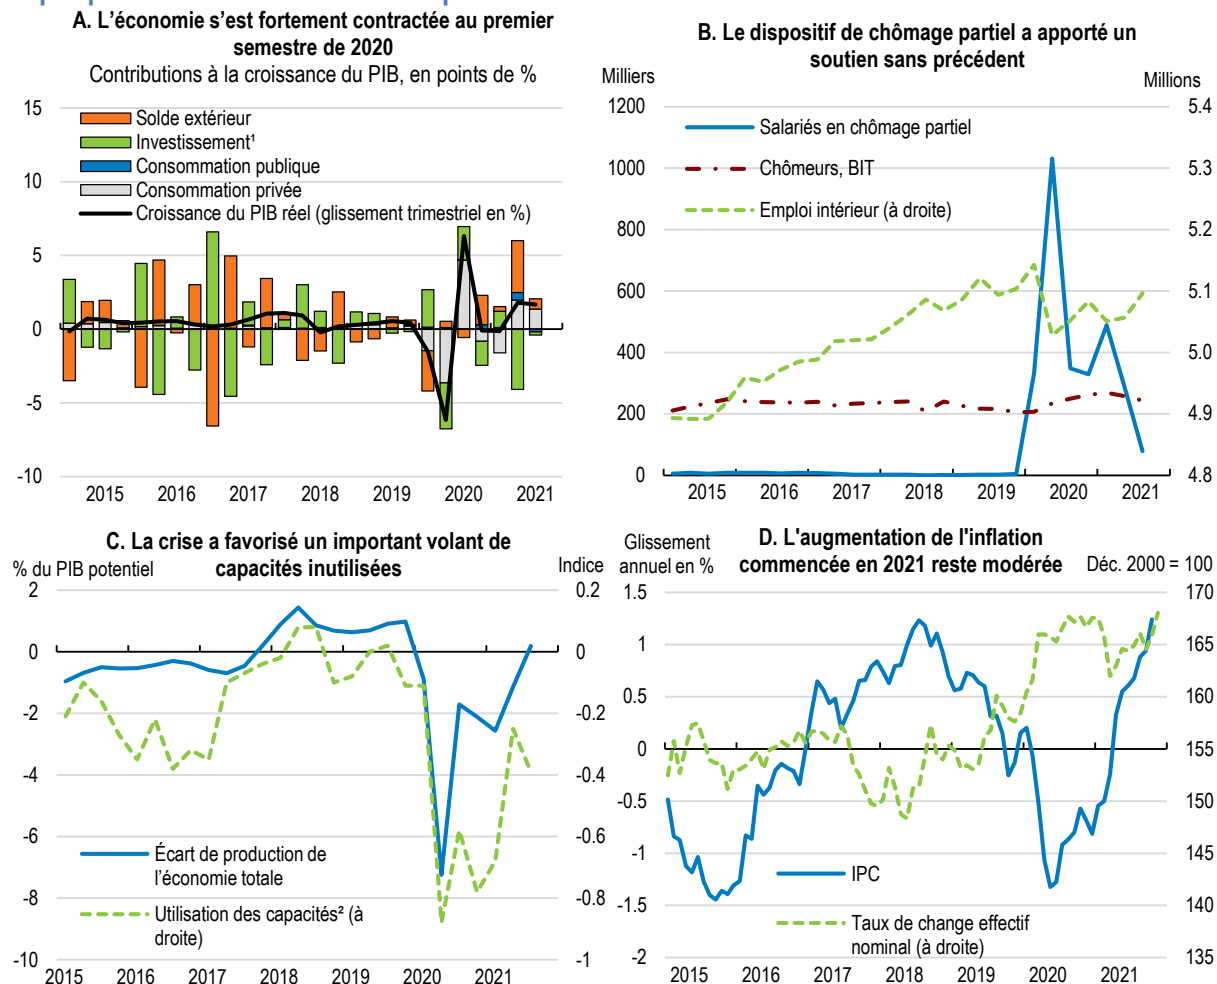 A. L’économie s’est fortement contractée au premier
semestre de 2020
Contributions à la croissance du PIB, en points de %
15
10
5
0
-5
-10
Solde extérieur
Investissement¹
Consommation publique
Consommation privée
Croissance du PIB réel (glissement trimestriel en %)
2015 2016 2017 2018 2019 2020 2021
B. Le dispositif de chômage partiel a apporté un
soutien sans précédent
Milliers
Millions
1200
1000
800
600
400
200
0
5.4
5.3
5.2
5.1
5.0
4.9
4.8
Salariés en chômage partiel
Chômeurs, BIT
Emploi intérieur (à droite)
2015 2016 2017 2018 2019 2020 2021
C. La crise a favorisé un important volant de
capacités inutilisées
% du PIB potentiel
Indice
2
0
-2
-4
-6
-8
-10
0.2
0
-0.2
-0.4
-0.6
-0.8
-1
Écart de production de
l’économie totale
Utilisation des capacités² (à
droite)
2015 2016 2017 2018 2019 2020 2021
D. L'augmentation de l'inflation
commencée en 2021 reste modérée
Glissement
annuel en %
Déc. 2000 = 100
1.5
1
0.5
0
-0.5
-1
-1.5
-2
170
165
160
155
150
145
140
135
IPC
Taux de change effectif
nominal (à droite)
2015 2016 2017 2018 2019 2020 2021